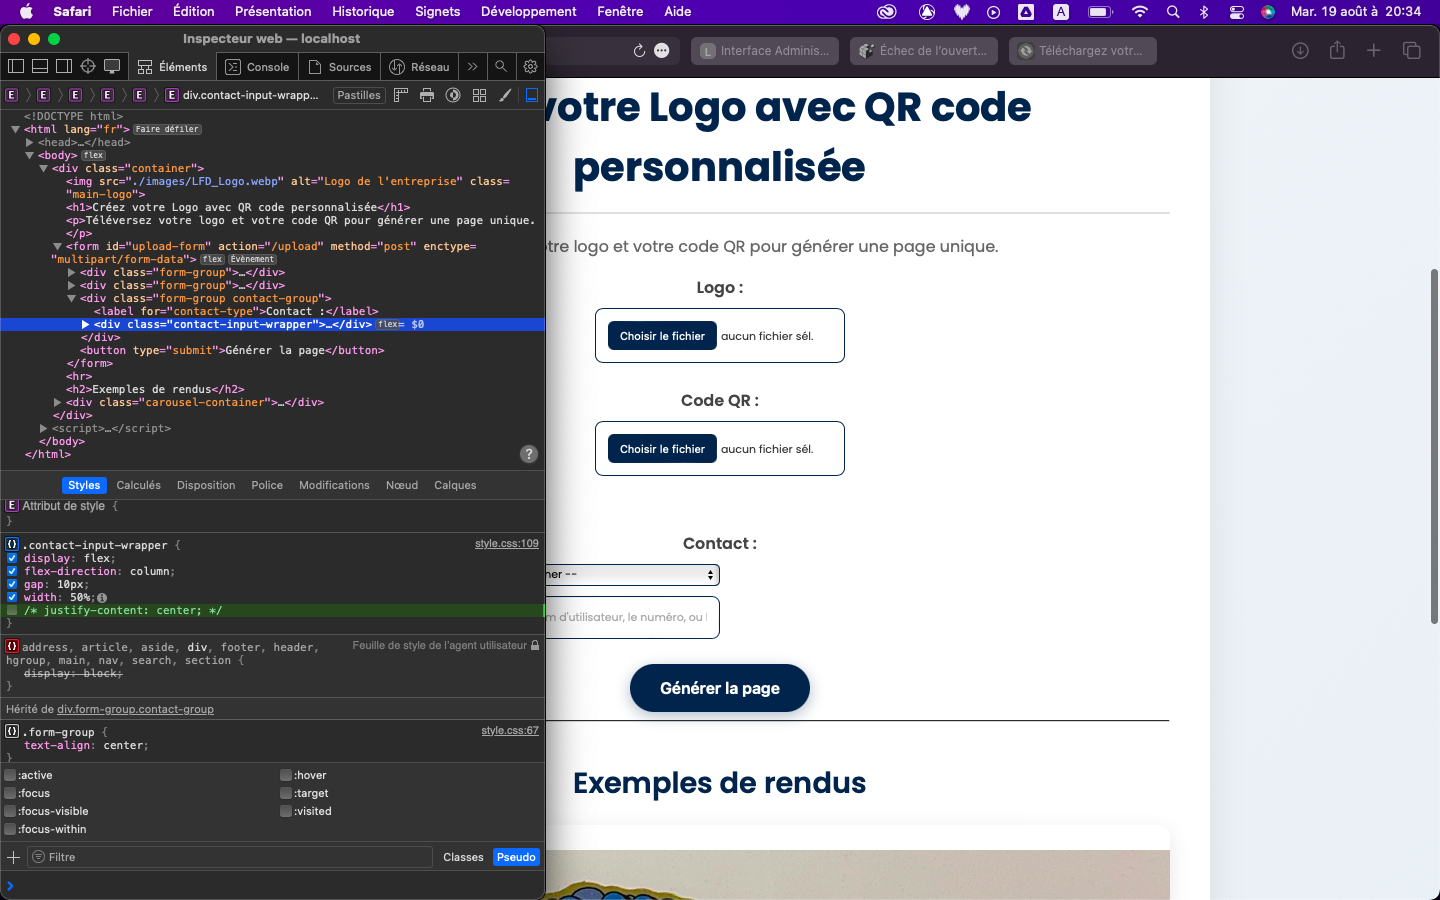 Safari Fichier Édition Présentation Historique Signets Développement Fenêtre Aide
A Mar. 19 août à 20:34
Inspecteur web — localhost
L Interface Adminis...
Échec de l'ouvert...
Téléchargez votr...
Éléments Console Sources Réseau
E E E E E E div.contact-input-wrapp... Pastilles
<!DOCTYPE html>
<html lang="fr"> Faire défiler
<head>…</head>
<body> flex
<div class="container">
<img src="./images/LFD_Logo.webp" alt="Logo de l'entreprise" class=
"main-logo">
<h1>Créez votre Logo avec QR code personnalisée</h1>
<p>Téléversez votre logo et votre code QR pour générer une page unique.
</p>
<form id="upload-form" action="/upload" method="post" enctype=
"multipart/form-data"> flex Évènement
<div class="form-group">…</div>
<div class="form-group">…</div>
<div class="form-group contact-group">
<label for="contact-type">Contact :</label>
<div class="contact-input-wrapper">…</div> flex = $0
</div>
<button type="submit">Générer la page</button>
</form>
<hr>
<h2>Exemples de rendus</h2>
<div class="carousel-container">…</div>
</div>
<script>…</script>
</body>
</html>
?
Styles Calculés Disposition Police Modifications Nœud Calques
E Attribut de style {
}
.contact-input-wrapper { style.css:109
display: flex;
flex-direction: column;
gap: 10px;
width: 50%;
/* justify-content: center; */
}
address, article, aside, div, footer, header, Feuille de style de l'agent utilisateur
hgroup, main, nav, search, section {
display: block;
}
Hérité de div.form-group.contact-group
.form-group { style.css:67
text-align: center;
}
:active :hover
:focus :target
:focus-visible :visited
:focus-within
Filtre Classes Pseudo
votre Logo avec QR code
personnalisée
tre logo et votre code QR pour générer une page unique.
Logo :
Choisir le fichier aucun fichier sél.
Code QR :
Choisir le fichier aucun fichier sél.
Contact :
ner --
m d'utilisateur, le numéro, ou l
Générer la page
Exemples de rendus